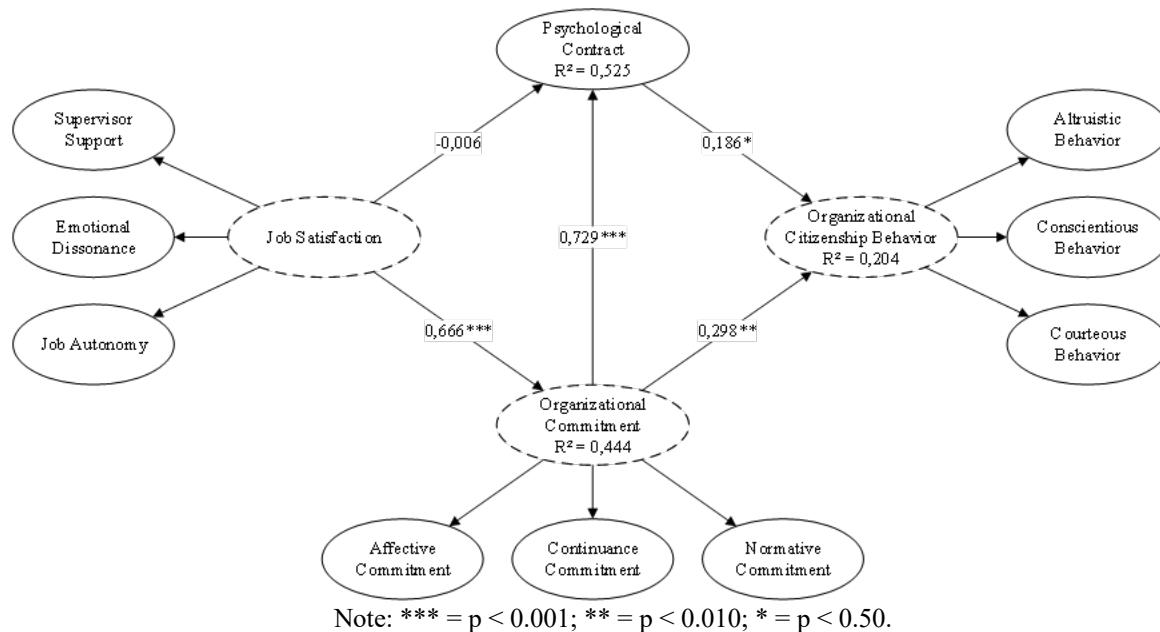 Psychological
Contract
R² = 0,525
Supervisor
Support
Altruistic
Behavior
-0,006
0,186*
Emotional
Dissonance
Job Satisfaction
0,729***
Organizational
Citizenship Behavior
R² = 0,204
Conscientious
Behavior
Job Autonomy
0,666***
0,298**
Courteous
Behavior
Organizational
Commitment
R² = 0,444
Affective
Commitment
Continuance
Commitment
Normative
Commitment
Note: *** = p < 0.001; ** = p < 0.010; * = p < 0.50.